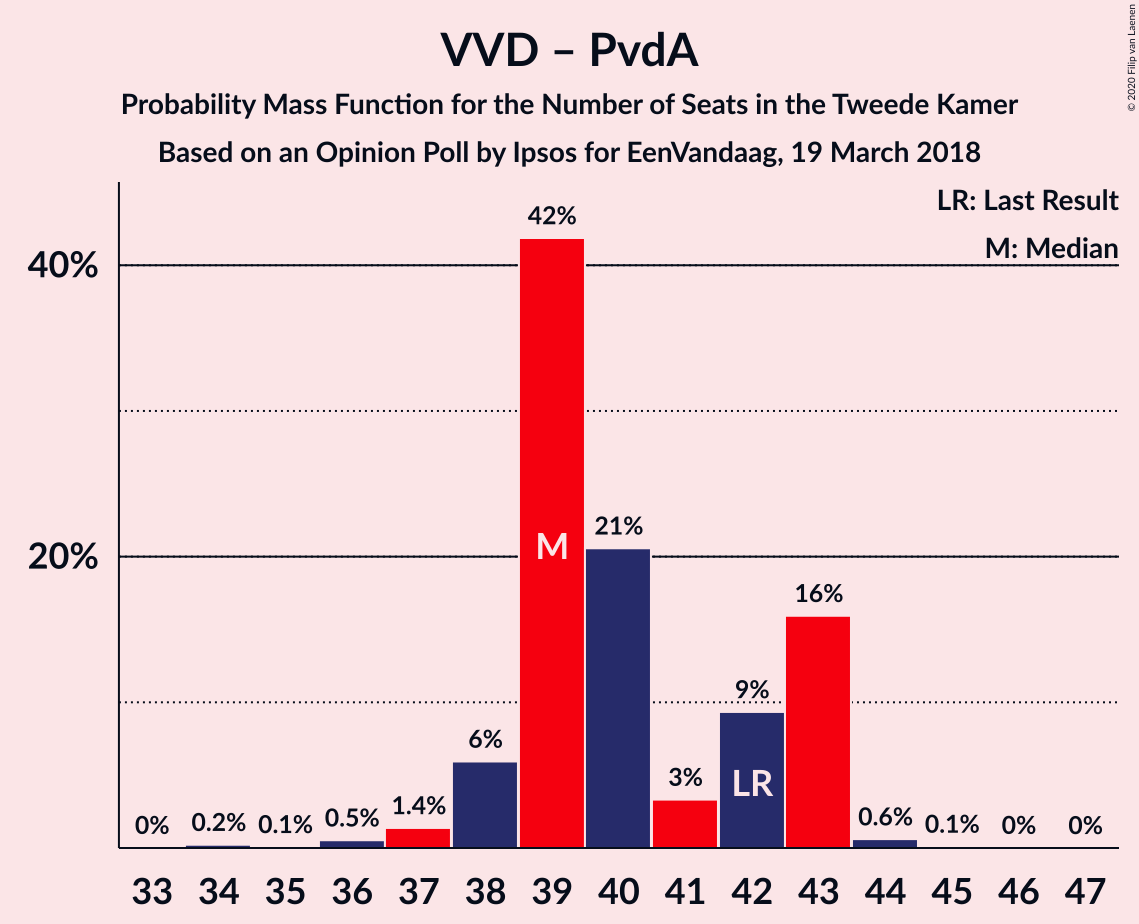 VVD – PvdA
Probability Mass Function for the Number of Seats in the Tweede Kamer
Based on an Opinion Poll by Ipsos for EenVandaag, 19 March 2018
© 2020 Filip van Laenen
LR: Last Result
M: Median
40%
20%
0% 0.2% 0.1% 0.5% 1.4% 6% 42% 21% 3% 9% 16% 0.6% 0.1% 0% 0%
M
LR
33 34 35 36 37 38 39 40 41 42 43 44 45 46 47